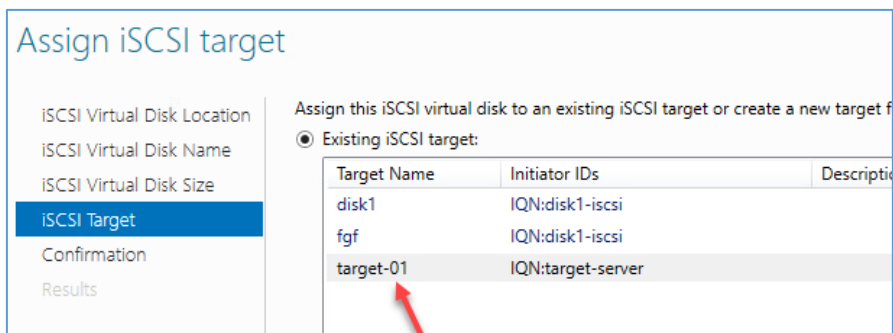 Assign iSCSI target
iSCSI Virtual Disk Location
iSCSI Virtual Disk Name
iSCSI Virtual Disk Size
iSCSI Target
Confirmation
Results
Assign this iSCSI virtual disk to an existing iSCSI target or create a new target f
Existing iSCSI target:
Target Name Initiator IDs Descriptio
disk1 IQN:disk1-iscsi
fgf IQN:disk1-iscsi
target-01 IQN:target-server